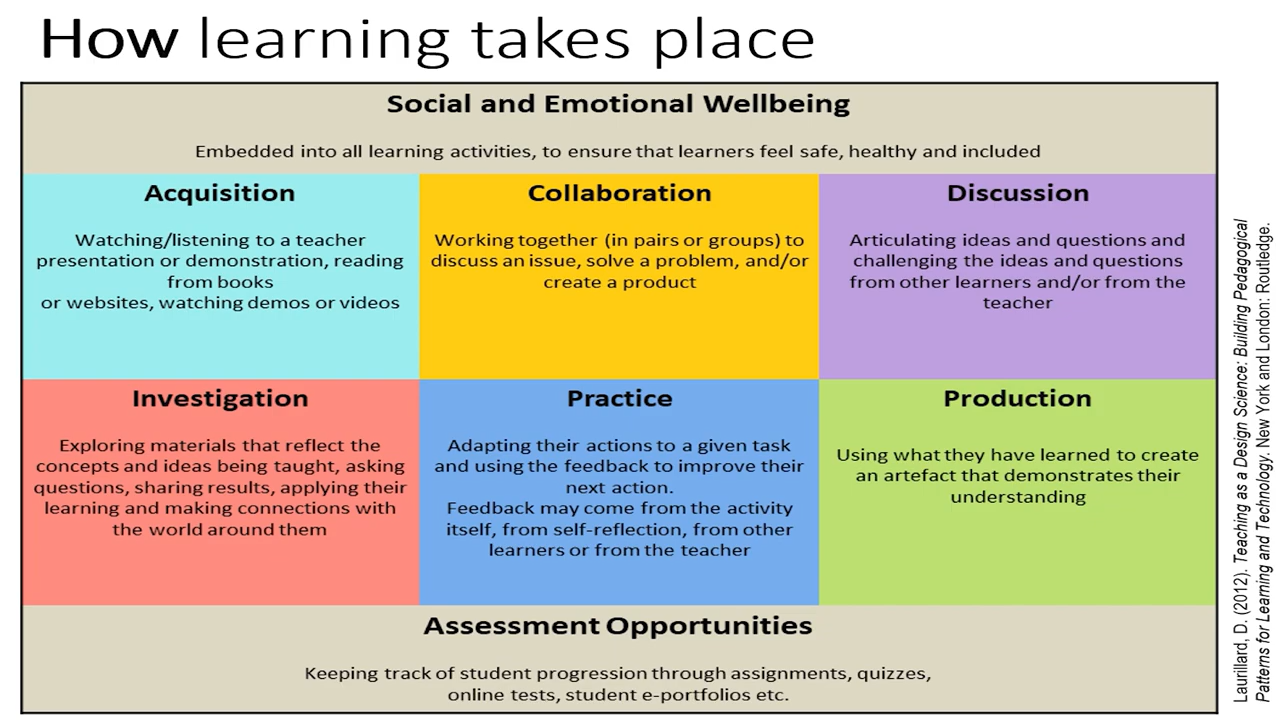 How learning takes place
Social and Emotional Wellbeing
Embedded into all learning activities, to ensure that learners feel safe, healthy and included
Acquisition
Watching/listening to a teacher
presentation or demonstration, reading
from books
or websites, watching demos or videos
Collaboration
Working together (in pairs or groups) to
discuss an issue, solve a problem, and/or
create a product
Discussion
Articulating ideas and questions and
challenging the ideas and questions
from other learners and/or from the
teacher
Investigation
Exploring materials that reflect the
concepts and ideas being taught, asking
questions, sharing results, applying their
learning and making connections with
the world around them
Practice
Adapting their actions to a given task
and using the feedback to improve their
next action.
Feedback may come from the activity
itself, from self-reflection, from other
learners or from the teacher
Production
Using what they have learned to create
an artefact that demonstrates their
understanding
Assessment Opportunities
Keeping track of student progression through assignments, quizzes,
online tests, student e-portfolios etc.
Laurillard, D. (2012). Teaching as a Design Science: Building Pedagogical
Patterns for Learning and Technology. New York and London: Routledge.